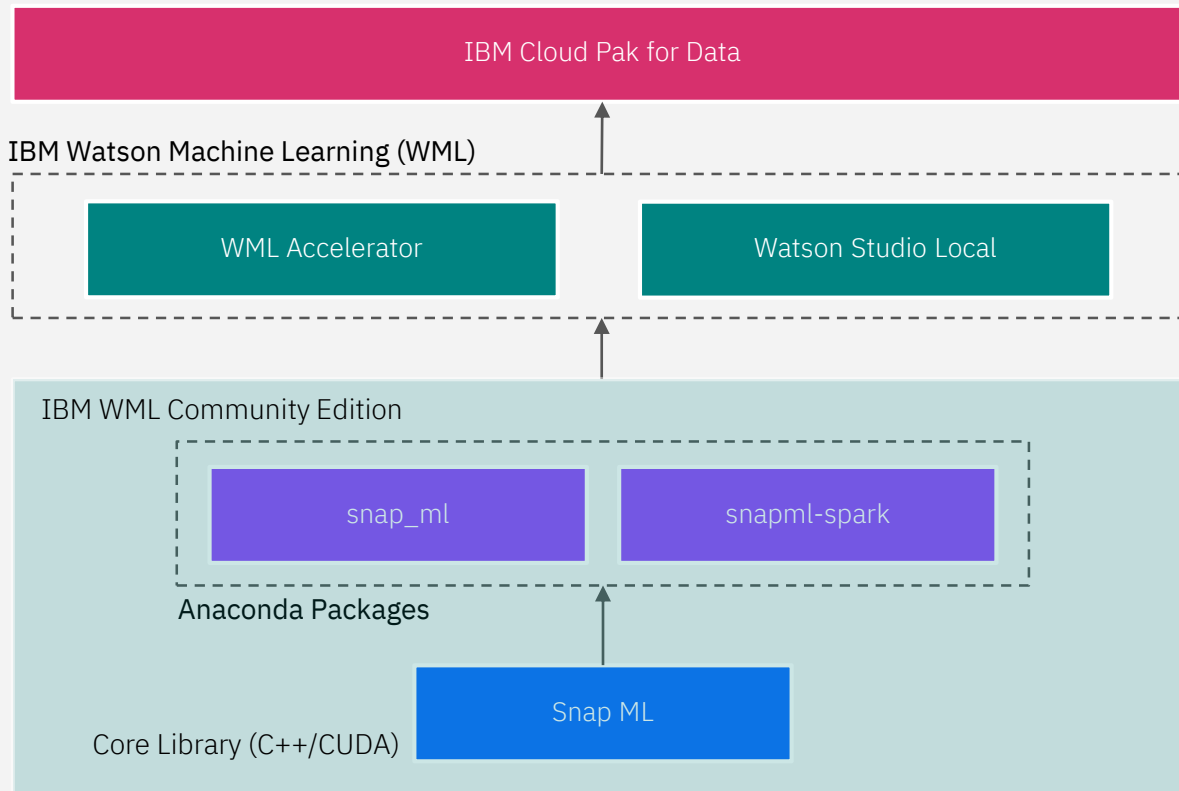 IBM Cloud Pak for Data
IBM Watson Machine Learning (WML)
WML Accelerator
Watson Studio Local
IBM WML Community Edition
snap_ml
snapml-spark
Anaconda Packages
Snap ML
Core Library (C++/CUDA)